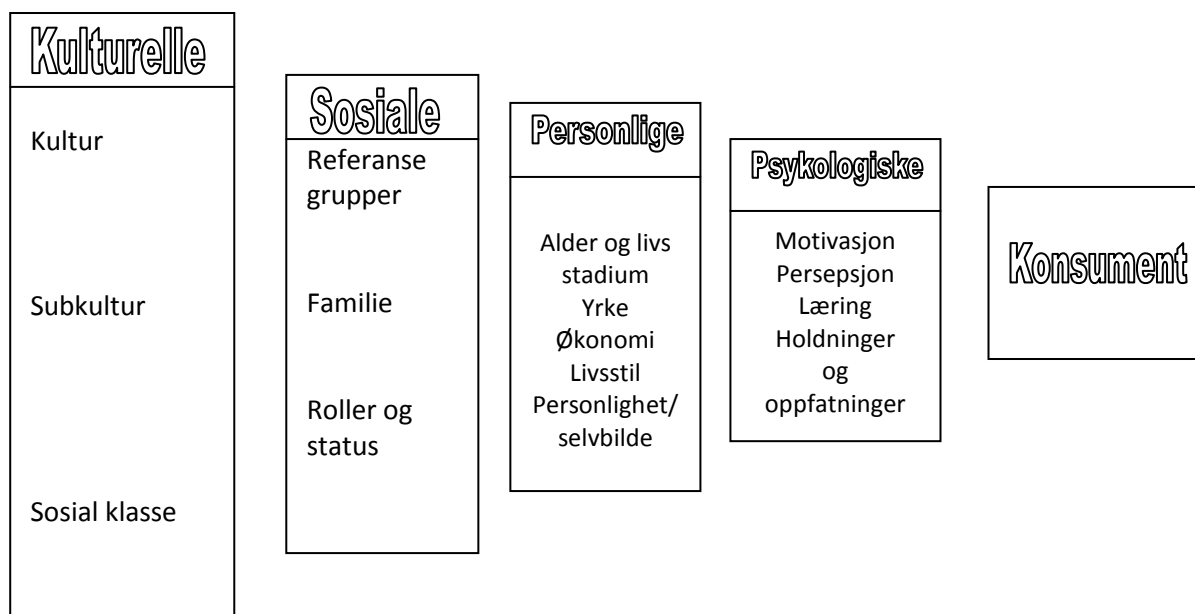 Kulturelle
Kultur
Subkultur
Sosial klasse
Sosiale
Referanse
grupper
Familie
Roller og
status
Personlige
Alder og livs
stadium
Yrke
Økonomi
Livsstil
Personlighet/
selvbilde
Psykologiske
Motivasjon
Persepsjon
Læring
Holdninger
og
oppfatninger
Konsument